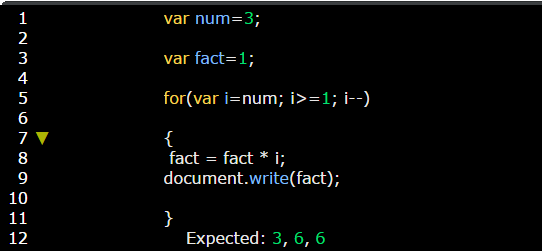 1 var num=3;
2
3 var fact=1;
4
5 for(var i=num; i>=1; i--)
6
7 {
8 fact = fact * i;
9 document.write(fact);
10
11 }
12 Expected: 3, 6, 6